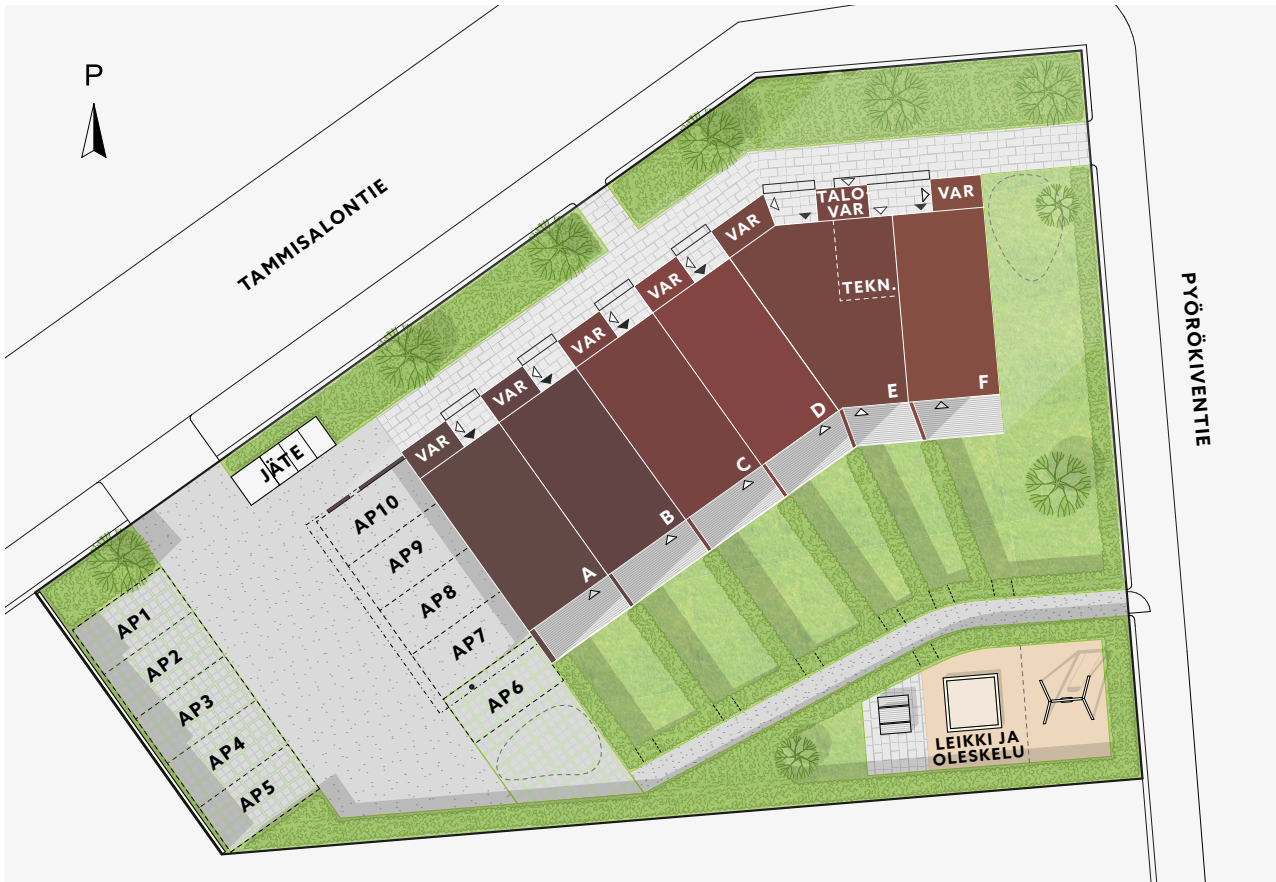 P
TAMMISALONTIE
PYÖRÖKIVENTIE
TALO
VAR
VAR
VAR
VAR
VAR
VAR
VAR
VAR
TEKN.
F
E
D
C
B
A
JÄTE
AP10
AP9
AP8
AP7
AP6
AP1
AP2
AP3
AP4
AP5
LEIKKI JA
OLESKELU